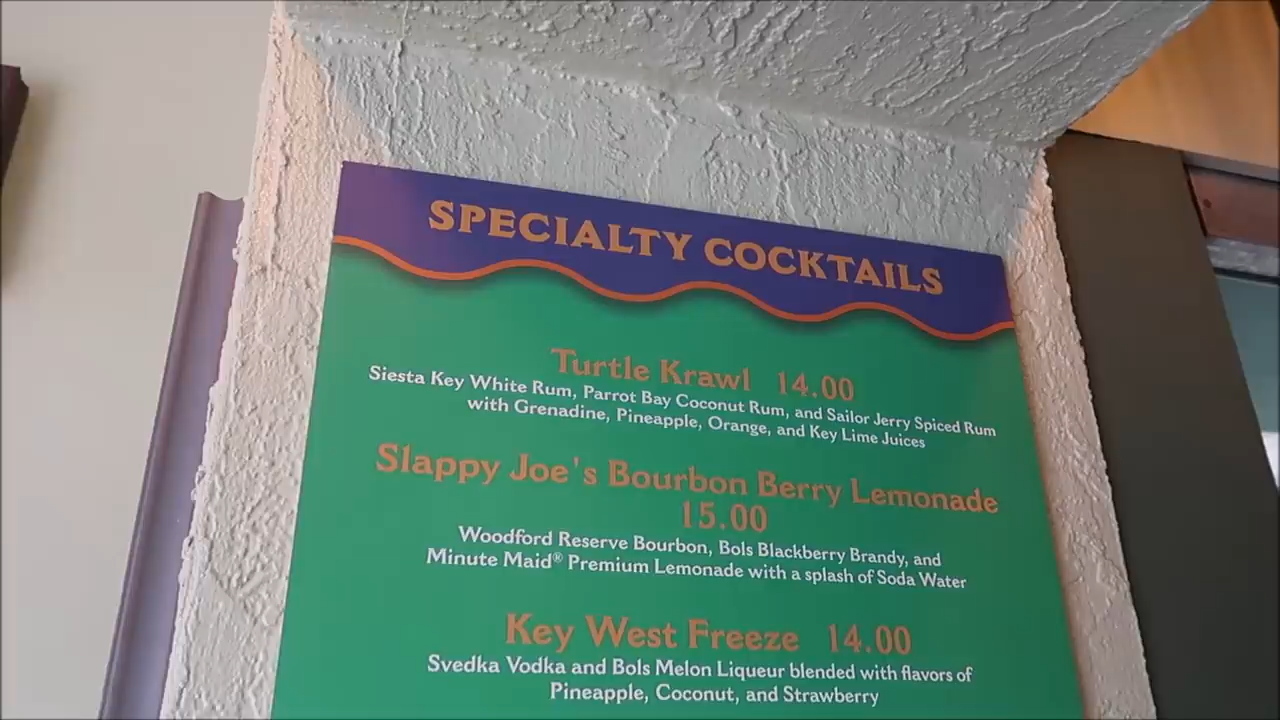 SPECIALTY COCKTAILS
Turtle Krawl 14.00
Siesta Key White Rum, Parrot Bay Coconut Rum, and Sailor Jerry Spiced Rum
with Grenadine, Pineapple, Orange, and Key Lime Juices
Slappy Joe's Bourbon Berry Lemonade
15.00
Woodford Reserve Bourbon, Bols Blackberry Brandy, and
Minute Maid® Premium Lemonade with a splash of Soda Water
Key West Freeze 14.00
Svedka Vodka and Bols Melon Liqueur blended with flavors of
Pineapple, Coconut, and Strawberry